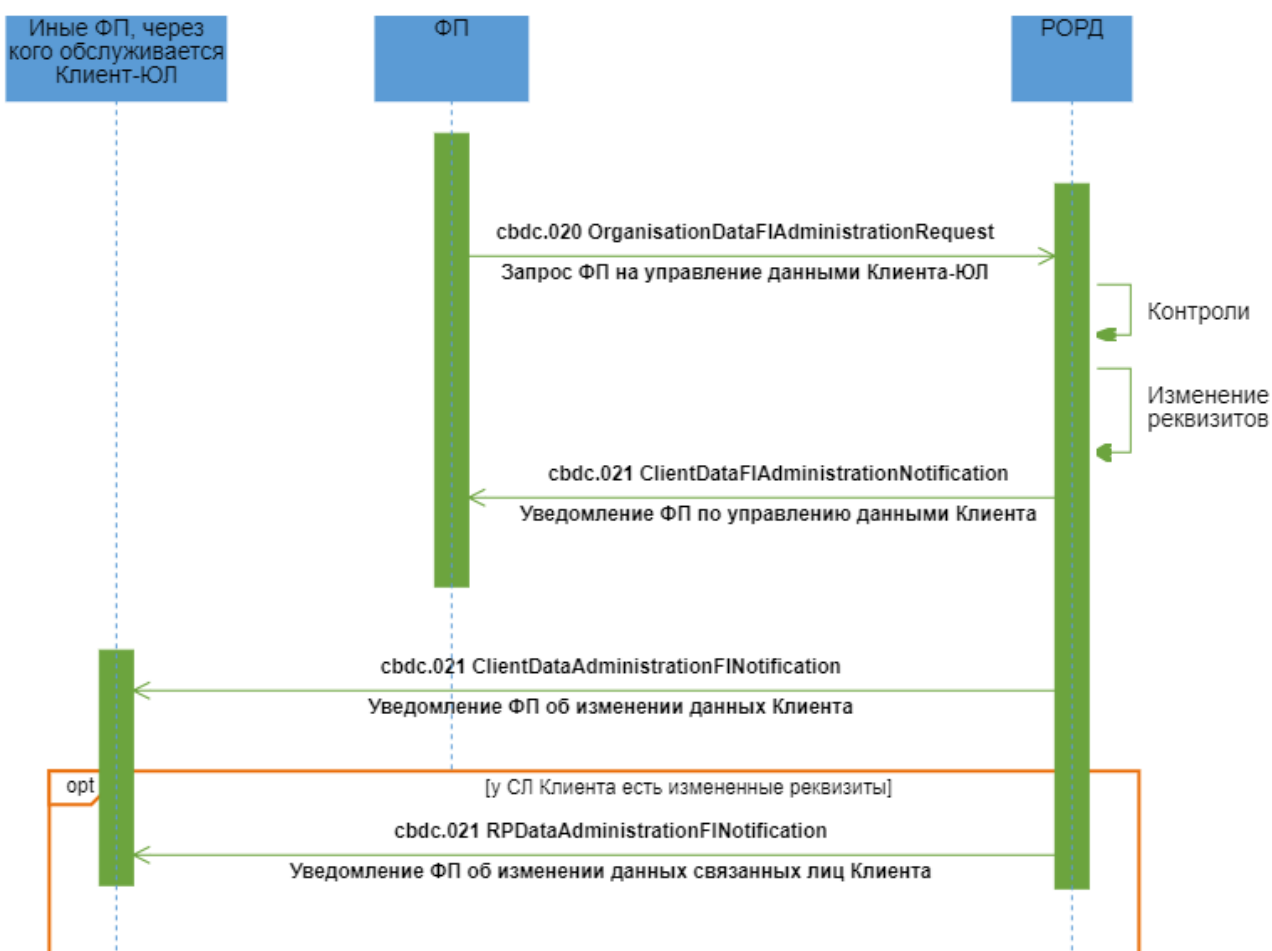 Иные ФП, через
кого обслуживается
Клиент-ЮЛ
ФП
РОРД
cbdc.020 OrganisationDataFIAdministrationRequest
Запрос ФП на управление данными Клиента-ЮЛ
Контроли
Изменение
реквизитов
cbdc.021 ClientDataFIAdministrationNotification
Уведомление ФП по управлению данными Клиента
cbdc.021 ClientDataAdministrationFINotification
Уведомление ФП об изменении данных Клиента
opt
[у СЛ Клиента есть измененные реквизиты]
cbdc.021 RPDataAdministrationFINotification
Уведомление ФП об изменении данных связанных лиц Клиента